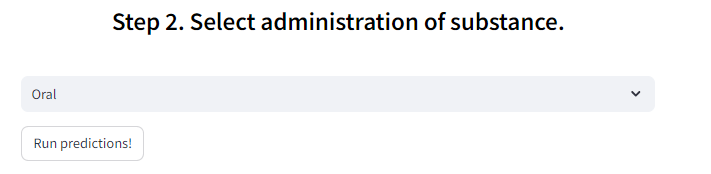 Step 2. Select administration of substance.
Oral
Run predictions!